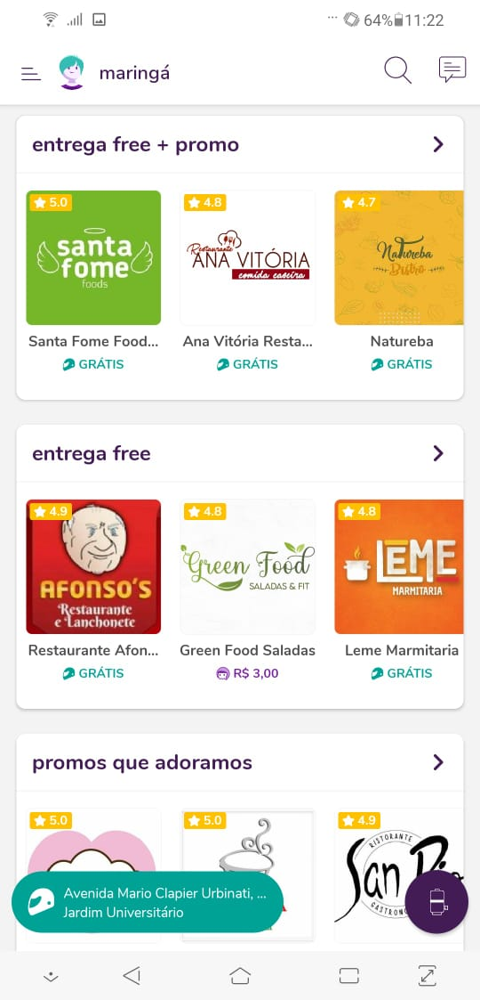 64% 11:22
maringá
entrega free + promo
5.0
4.8
4.7
santa
fome
foods
Restaurante
ANA VITÓRIA
comida caseira
Natureba
Bistro
Santa Fome Food...
Ana Vitória Resta...
Natureba
GRÁTIS
GRÁTIS
GRÁTIS
entrega free
4.9
4.8
4.8
AFONSO'S
Restaurante
e Lanchonete
Green Food
SALADAS & FIT
LEME
MARMITARIA
Restaurante Afon...
Green Food Saladas
Leme Marmitaria
GRÁTIS
R$ 3,00
GRÁTIS
promos que adoramos
5.0
5.0
4.9
RISTORANTE
San
Avenida Mario Clapier Urbinati, ...
Jardim Universitário